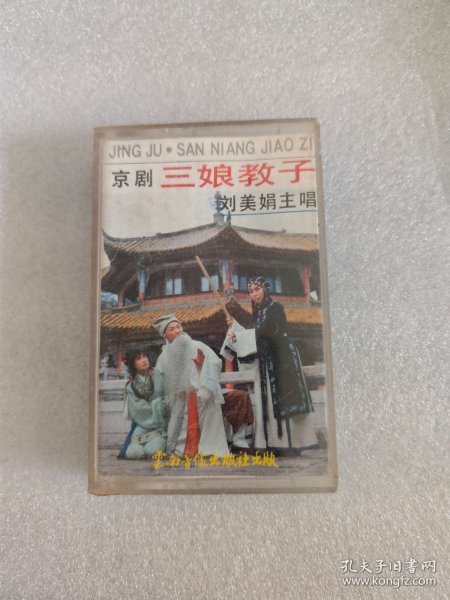 JING JU • SAN NIANG JIAO ZI
京剧 三娘教子
刘美娟主唱
雲南音像出版社出版
孔夫子旧书网
www.kongfz.com